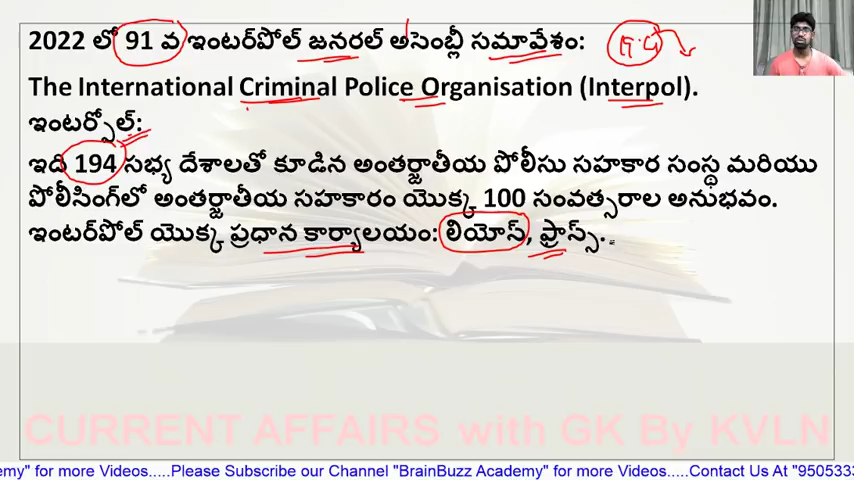 2022 లో 91 వ ఇంటర్‌పోల్ జనరల్ అసెంబ్లీ సమావేశం:
The International Criminal Police Organisation (Interpol).
ఇంటర్పోల్:
ఇది 194 సభ్య దేశాలతో కూడిన అంతర్జాతీయ పోలీసు సహకార సంస్థ మరియు
పోలీసింగ్‌లో అంతర్జాతీయ సహకారం యొక్క 100 సంవత్సరాల అనుభవం.
ఇంటర్‌పోల్ యొక్క ప్రధాన కార్యాలయం: లియోస్, ఫ్రాన్స్.
CURRENT AFFAIRS with GK By KVLN
emy" for more Videos.....Please Subscribe our Channel "BrainBuzz Academy" for more Videos.....Contact Us At "9505333